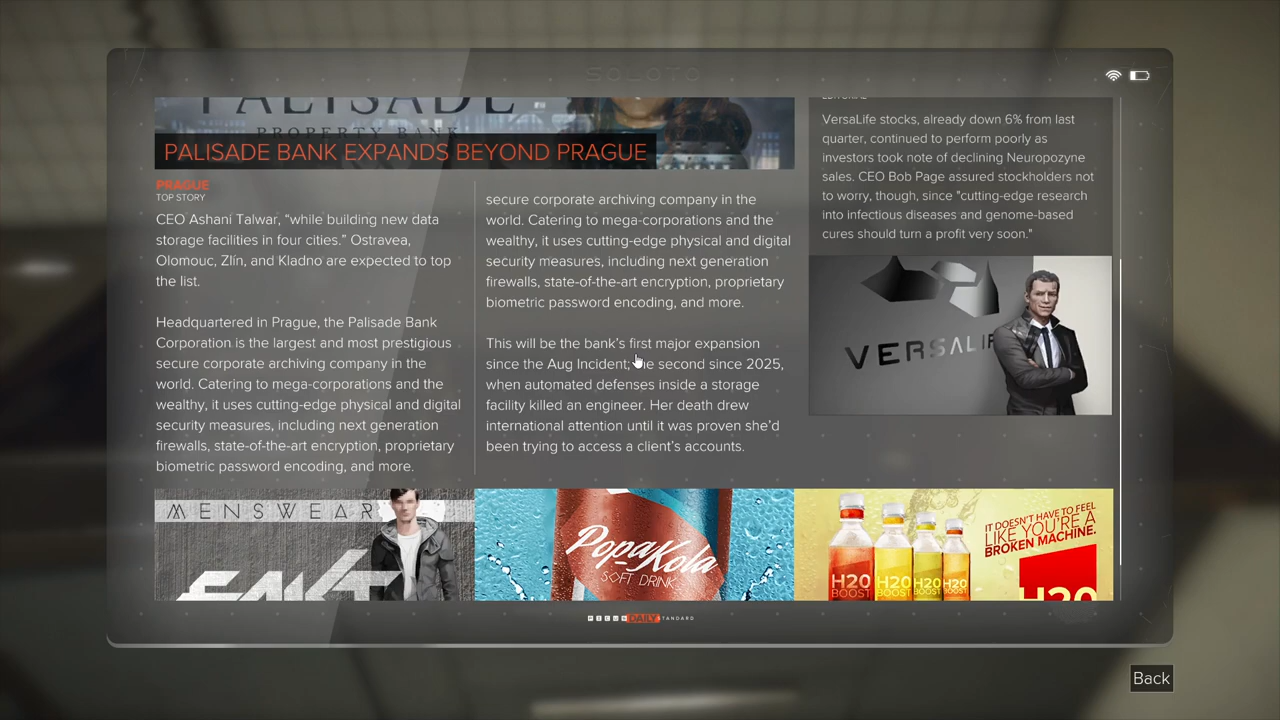 SOLOTO
PALISADE
PROPERTY BANK
PALISADE BANK EXPANDS BEYOND PRAGUE
PRAGUE
TOP STORY
CEO Ashani Talwar, “while building new data
storage facilities in four cities.” Ostravea,
Olomouc, Zlín, and Kladno are expected to top
the list.
Headquartered in Prague, the Palisade Bank
Corporation is the largest and most prestigious
secure corporate archiving company in the
world. Catering to mega-corporations and the
wealthy, it uses cutting-edge physical and digital
security measures, including next generation
firewalls, state-of-the-art encryption, proprietary
biometric password encoding, and more.
secure corporate archiving company in the
world. Catering to mega-corporations and the
wealthy, it uses cutting-edge physical and digital
security measures, including next generation
firewalls, state-of-the-art encryption, proprietary
biometric password encoding, and more.
This will be the bank’s first major expansion
since the Aug Incident; the second since 2025,
when automated defenses inside a storage
facility killed an engineer. Her death drew
international attention until it was proven she’d
been trying to access a client’s accounts.
EDITORIAL
VersaLife stocks, already down 6% from last
quarter, continued to perform poorly as
investors took note of declining Neuropozyne
sales. CEO Bob Page assured stockholders not
to worry, though, since "cutting-edge research
into infectious diseases and genome-based
cures should turn a profit very soon."
VERSALIF
MENSWEAR
Popa-Kola
SOFT DRINK
H20
BOOST
H20
BOOST
H20
BOOST
H20
BOOST
IT DOESN'T HAVE TO FEEL
LIKE YOU'RE A
BROKEN MACHINE.
H20
PICUS DAILY STANDARD
Back